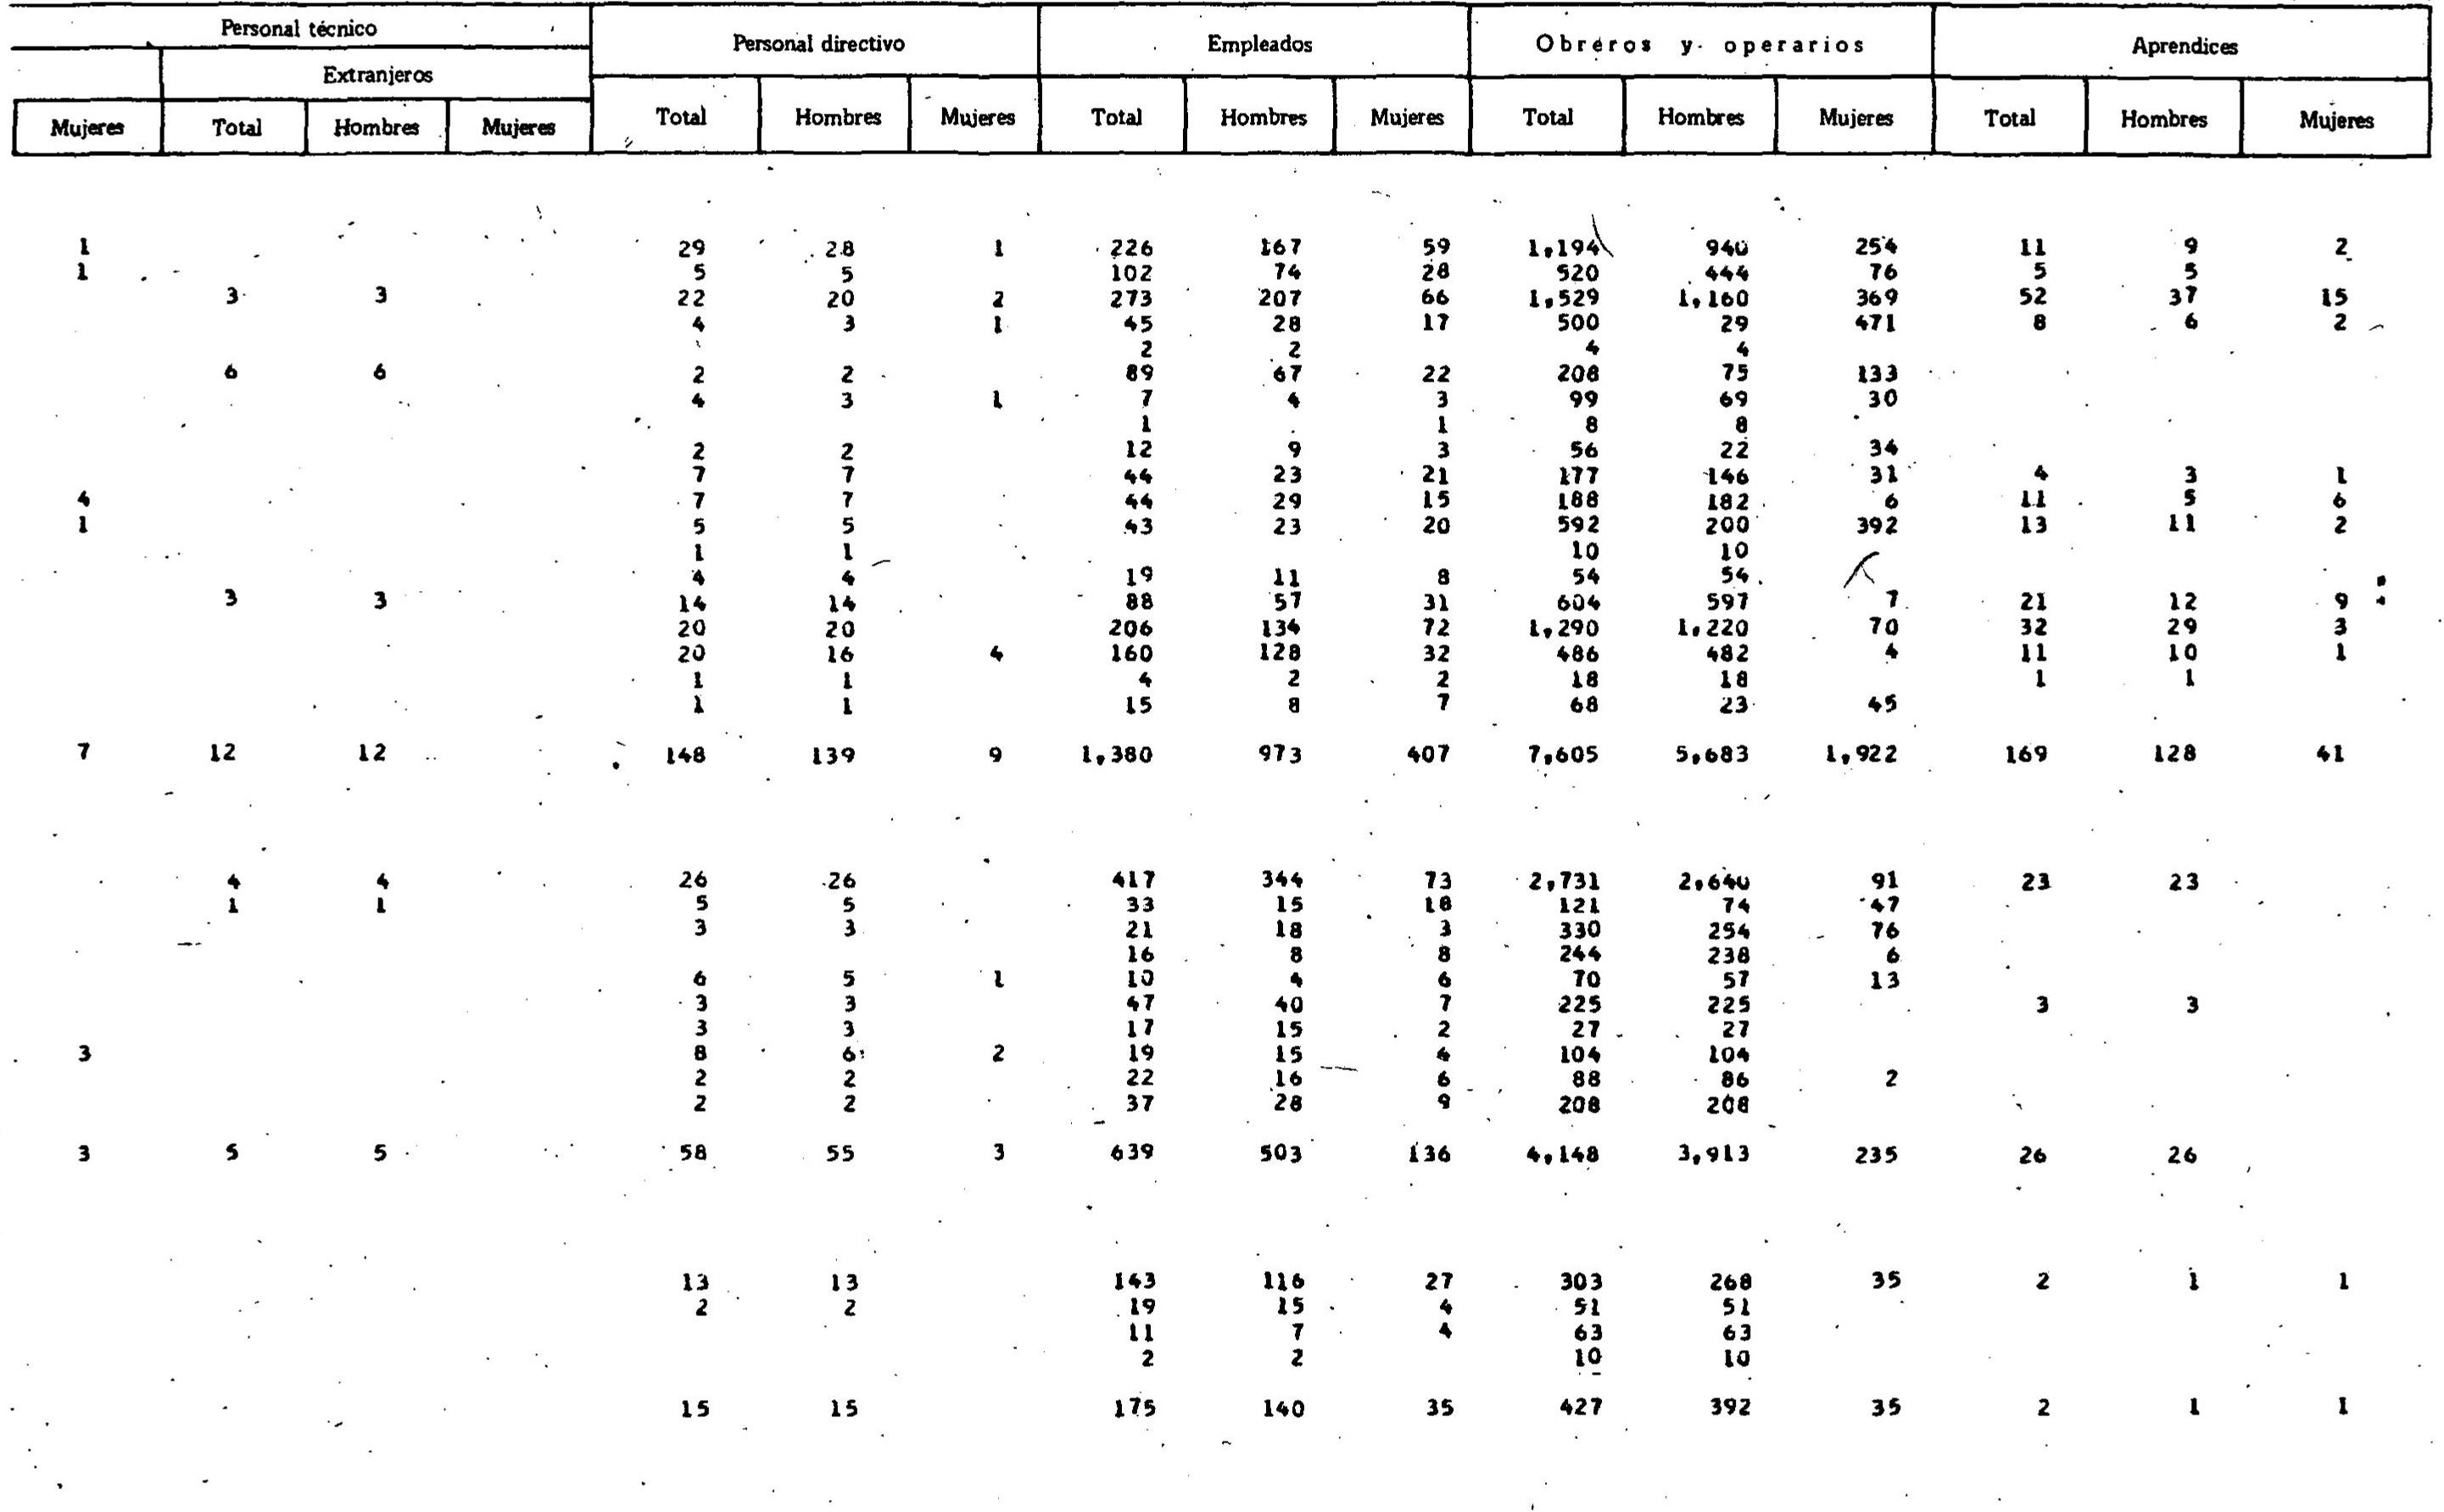 Personal técnico Personal directivo Empleados Obreros y operarios Aprendices
Extranjeros
Mujeres Total Hombres Mujeres Total Hombres Mujeres Total Hombres Mujeres Total Hombres Mujeres Total Hombres Mujeres
1 29 28 1 226 167 59 1,194 940 254 11 9 2
1 5 5 102 74 28 520 444 76 5 5
3 3 22 20 2 273 207 66 1,529 1,160 369 52 37 15
4 3 1 45 28 17 500 29 471 8 6 2
2 2 4 4
6 6 2 2 89 67 22 208 75 133
4 3 1 7 4 3 99 69 30
1 1 8 8
2 2 12 9 3 56 22 34
7 7 44 23 21 177 146 31 4 3 1
4 7 7 44 29 15 188 182 6 11 5 6
1 5 5 43 23 20 592 200 392 13 11 2
1 1 10 10
4 4 19 11 8 54 54
3 3 14 14 88 57 31 604 597 7 21 12 9
20 20 206 134 72 1,290 1,220 70 32 29 3
20 16 4 160 128 32 486 482 4 11 10 1
1 1 4 2 2 18 18 1 1
1 1 15 8 7 68 23 45
7 12 12 148 139 9 1,380 973 407 7,605 5,683 1,922 169 128 41
4 4 26 26 417 344 73 2,731 2,640 91 23 23
1 1 5 5 33 15 18 121 74 47
3 3 21 18 3 330 254 76
16 8 8 244 238 6
6 5 1 10 4 6 70 57 13
3 3 47 40 7 225 225 3 3
3 3 17 15 2 27 27
3 8 6 2 19 15 4 104 104
2 2 22 16 6 88 86 2
2 2 37 28 9 208 208
3 5 5 58 55 3 639 503 136 4,148 3,913 235 26 26
13 13 143 116 27 303 268 35 2 1 1
2 2 19 15 4 51 51
11 7 4 63 63
2 2 10 10
15 15 175 140 35 427 392 35 2 1 1